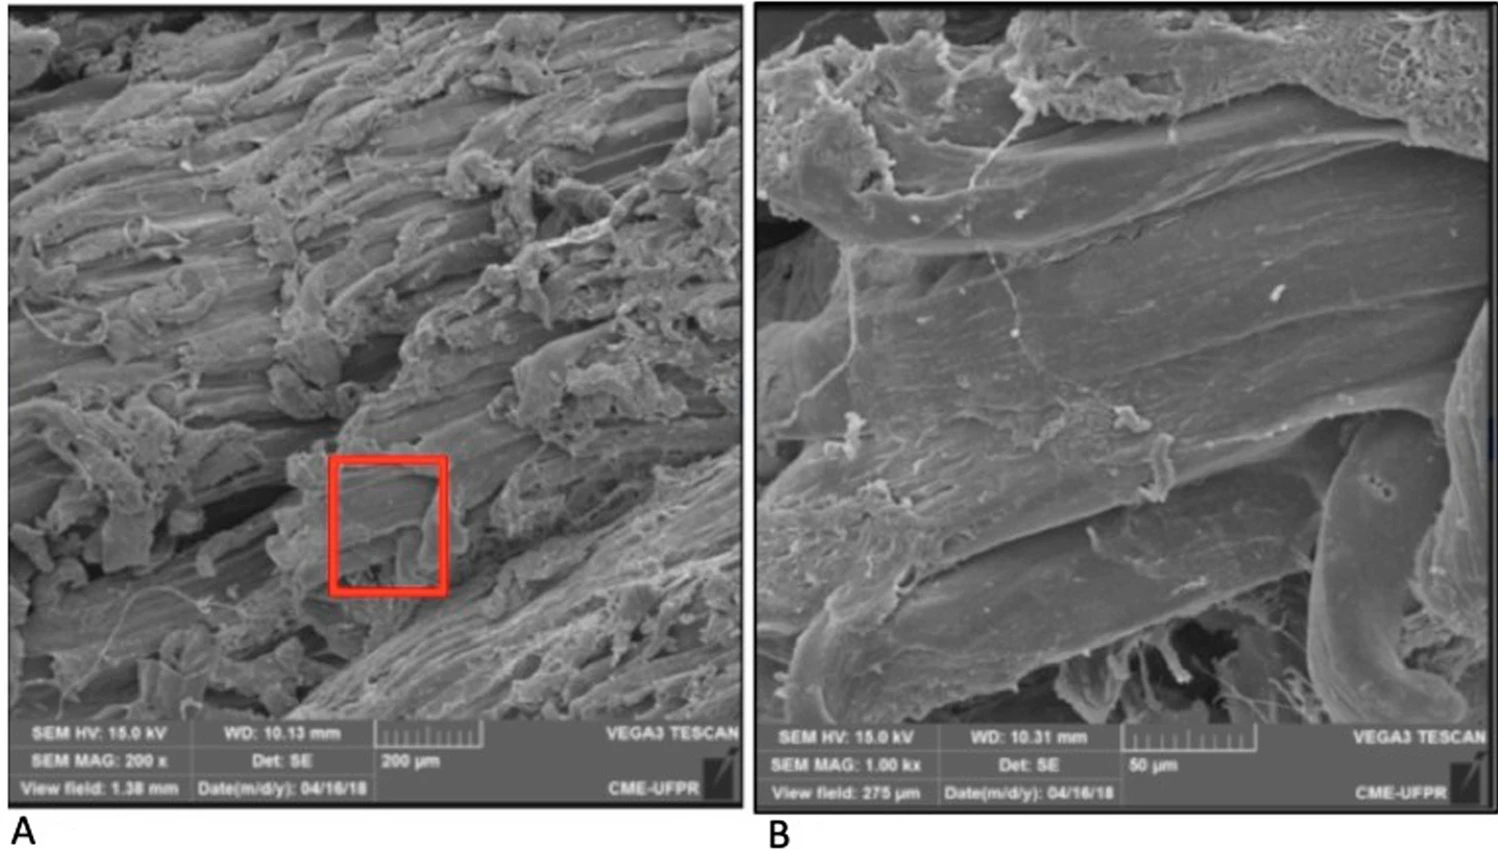 SEM HV: 15.0 kV WD: 10.13 mm VEGA3 TESCAN
SEM MAG: 200 x Det: SE 200 µm
View field: 1.38 mm Date(m/d/y): 04/16/18 CME-UFPR
A
SEM HV: 15.0 kV WD: 10.31 mm VEGA3 TESCAN
SEM MAG: 1.00 kx Det: SE 50 µm
View field: 275 µm Date(m/d/y): 04/16/18 CME-UFPR
B